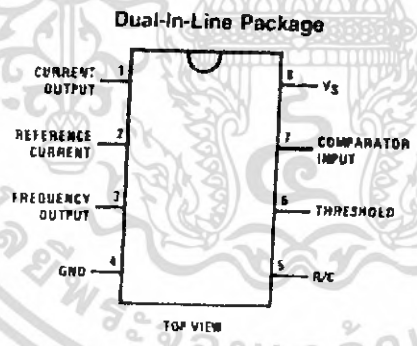 Dual-In-Line Package
CURRENT OUTPUT 1
8 VS
REFERENCE CURRENT 2
7 COMPARATOR INPUT
FREQUENCY OUTPUT 3
6 THRESHOLD
GND 4
5 R/C
TOP VIEW